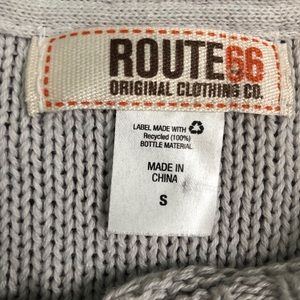 ROUTE66
ORIGINAL CLOTHING CO.
LABEL MADE WITH
Recycled (100%)
BOTTLE MATERIAL
MADE IN
CHINA
S